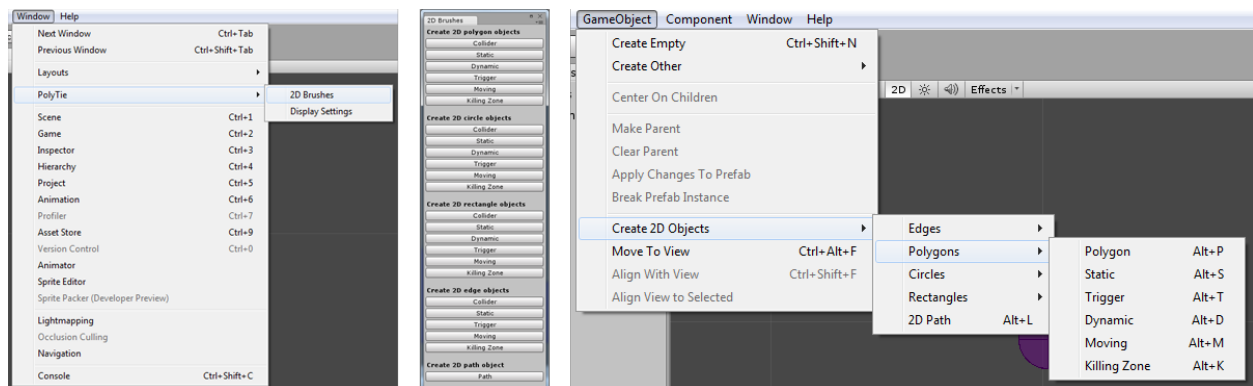 Window Help
Next Window Ctrl+Tab
Previous Window Ctrl+Shift+Tab
Layouts
PolyTie
2D Brushes
Display Settings
Scene Ctrl+1
Game Ctrl+2
Inspector Ctrl+3
Hierarchy Ctrl+4
Project Ctrl+5
Animation Ctrl+6
Profiler Ctrl+7
Asset Store Ctrl+9
Version Control Ctrl+0
Animator
Sprite Editor
Sprite Packer (Developer Preview)
Lightmapping
Occlusion Culling
Navigation
Console Ctrl+Shift+C
2D Brushes
Create 2D polygon objects
Collider
Static
Dynamic
Trigger
Moving
Killing Zone
Create 2D circle objects
Collider
Static
Dynamic
Trigger
Moving
Killing Zone
Create 2D rectangle objects
Collider
Static
Dynamic
Trigger
Moving
Killing Zone
Create 2D edge objects
Collider
Static
Trigger
Moving
Killing Zone
Create 2D path object
Path
GameObject Component Window Help
Create Empty Ctrl+Shift+N
Create Other
Center On Children
Make Parent
Clear Parent
Apply Changes To Prefab
Break Prefab Instance
Create 2D Objects
Move To View Ctrl+Alt+F
Align With View Ctrl+Shift+F
Align View to Selected
2D Effects
Edges
Polygons
Circles
Rectangles
2D Path Alt+L
Polygon Alt+P
Static Alt+S
Trigger Alt+T
Dynamic Alt+D
Moving Alt+M
Killing Zone Alt+K